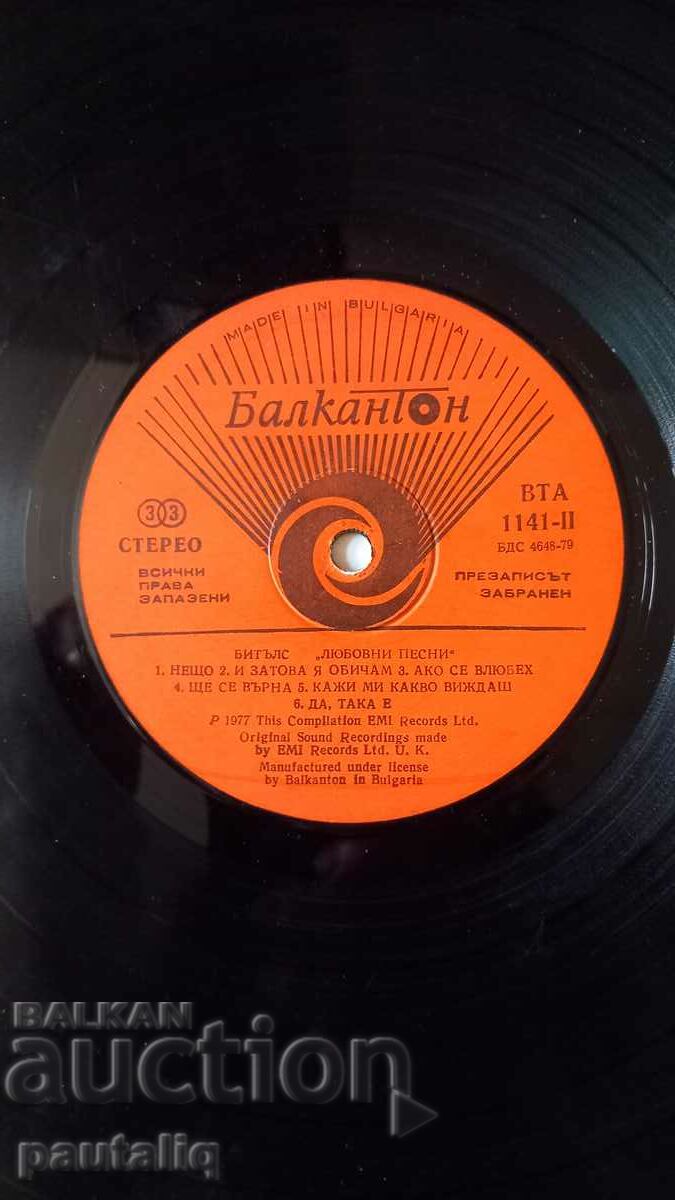 MADE IN BULGARIA
Балкантон
33
СТЕРЕО
ВСИЧКИ
ПРАВА
ЗАПАЗЕНИ
ВТА
1141-II
БДС 4648-79
ПРЕЗАПИСЪТ
ЗАБРАНЕН
БИТЪЛС „ЛЮБОВНИ ПЕСНИ“
1. НЕЩО 2. И ЗАТОВА Я ОБИЧАМ 3. АКО СЕ ВЛЮБЕХ
4. ЩЕ СЕ ВЪРНА 5. КАЖИ МИ КАКВО ВИЖДАШ
6. ДА, ТАКА Е
P 1977 This Compilation EMI Records Ltd.
Original Sound Recordings made
by EMI Records Ltd. U. K.
Manufactured under license
by Balkanton in Bulgaria
BALKAN
auction
pautaliq